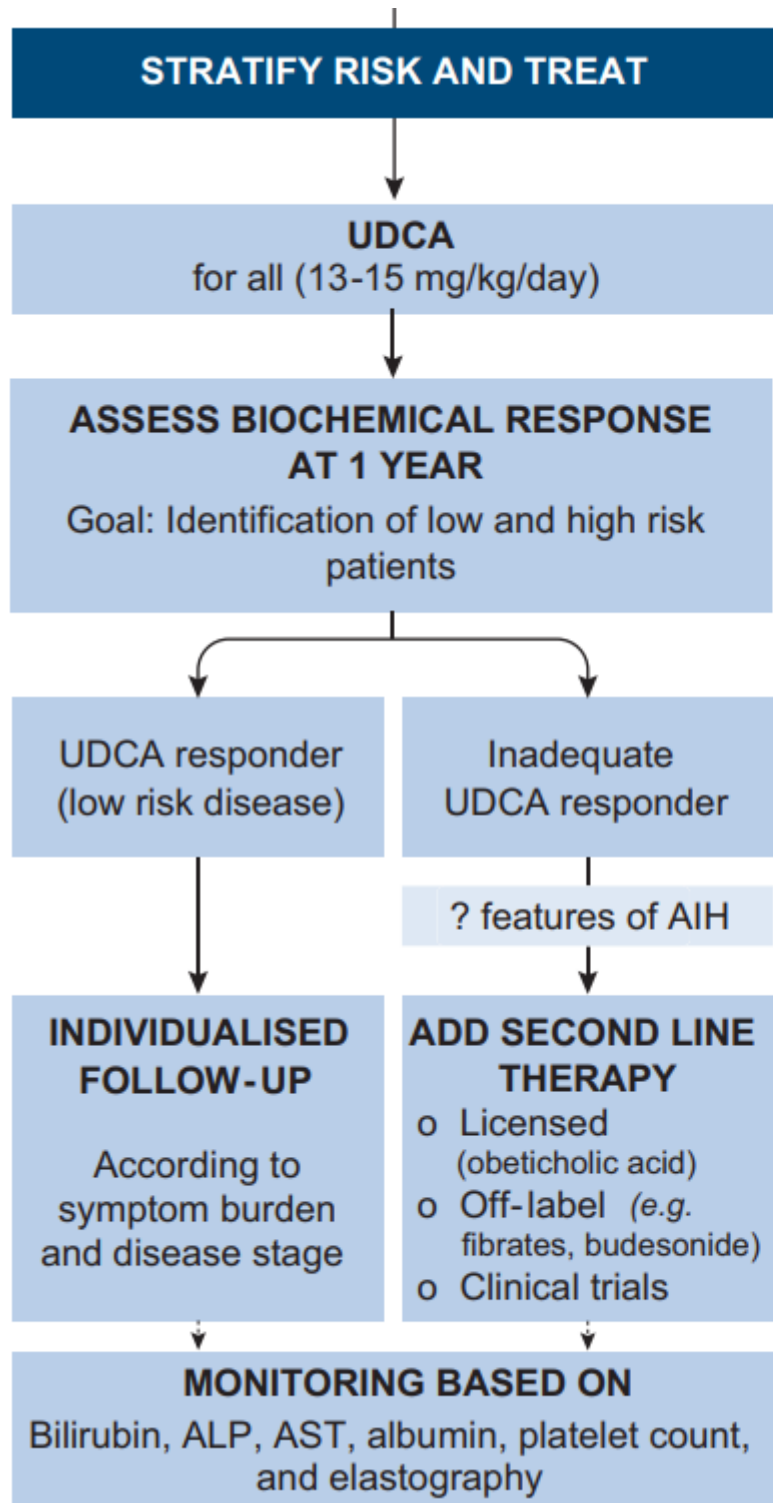 STRATIFY RISK AND TREAT
UDCA
for all (13-15 mg/kg/day)
ASSESS BIOCHEMICAL RESPONSE
AT 1 YEAR
Goal: Identification of low and high risk
patients
UDCA responder
(low risk disease)
Inadequate
UDCA responder
? features of AIH
INDIVIDUALISED
FOLLOW-UP
According to
symptom burden
and disease stage
ADD SECOND LINE
THERAPY
o Licensed
(obeticholic acid)
o Off-label (e.g.
fibrates, budesonide)
o Clinical trials
MONITORING BASED ON
Bilirubin, ALP, AST, albumin, platelet count,
and elastography